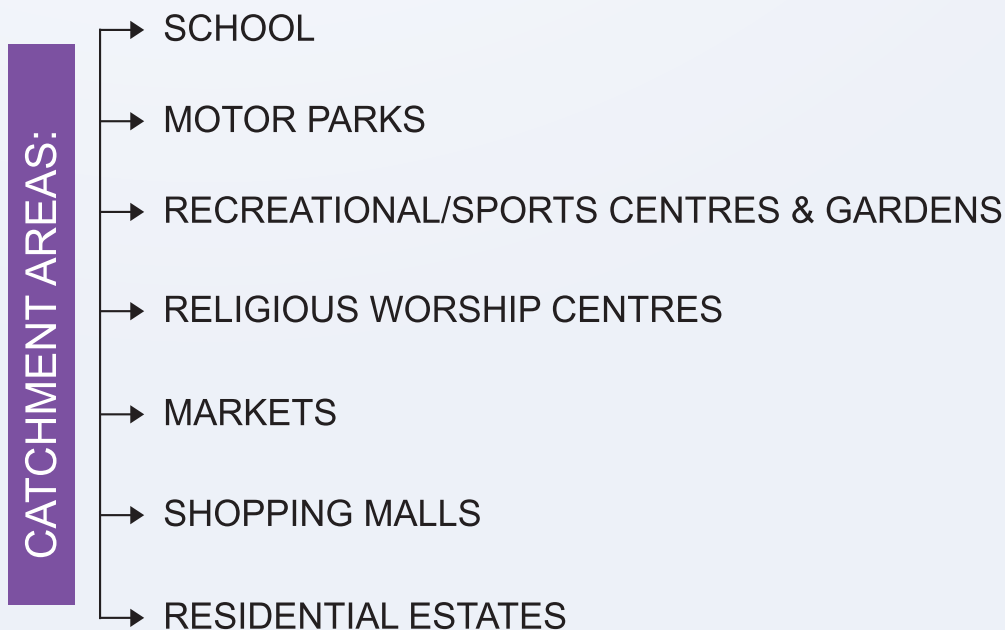 CATCHMENT AREAS:
SCHOOL
MOTOR PARKS
RECREATIONAL/SPORTS CENTRES & GARDENS
RELIGIOUS WORSHIP CENTRES
MARKETS
SHOPPING MALLS
RESIDENTIAL ESTATES